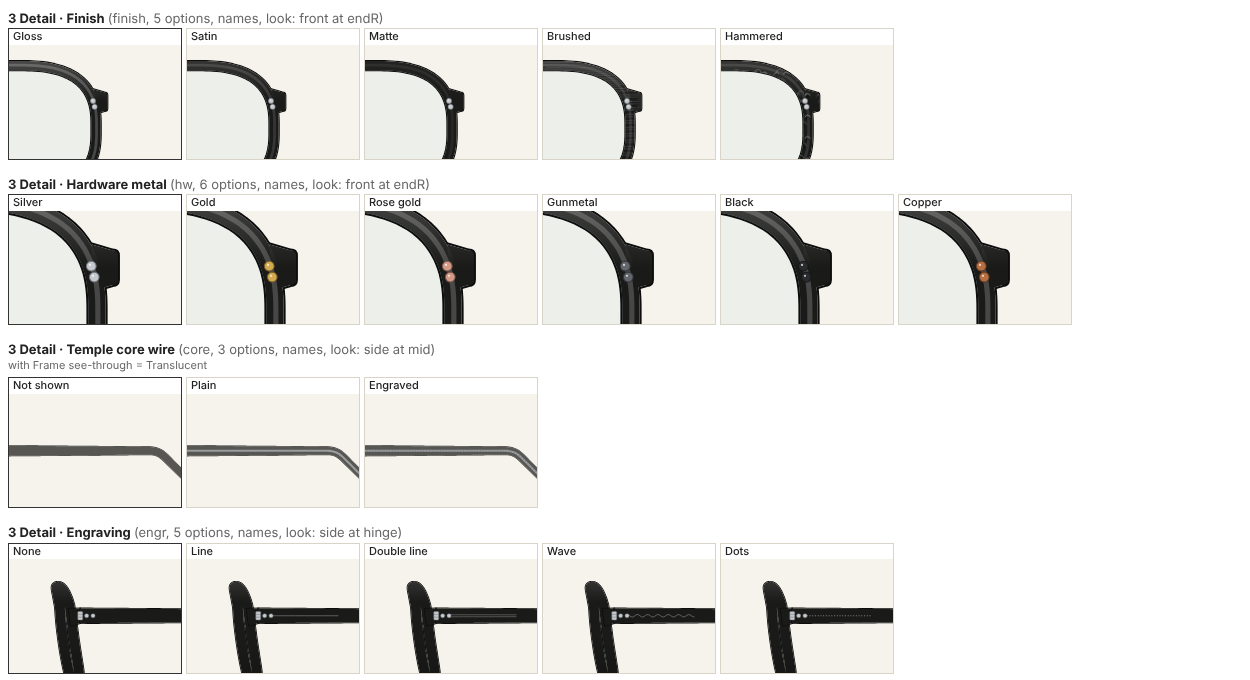 3 Detail · Finish (finish, 5 options, names, look: front at endR)
Gloss Satin Matte Brushed Hammered
3 Detail · Hardware metal (hw, 6 options, names, look: front at endR)
Silver Gold Rose gold Gunmetal Black Copper
3 Detail · Temple core wire (core, 3 options, names, look: side at mid)
with Frame see-through = Translucent
Not shown Plain Engraved
3 Detail · Engraving (engr, 5 options, names, look: side at hinge)
None Line Double line Wave Dots